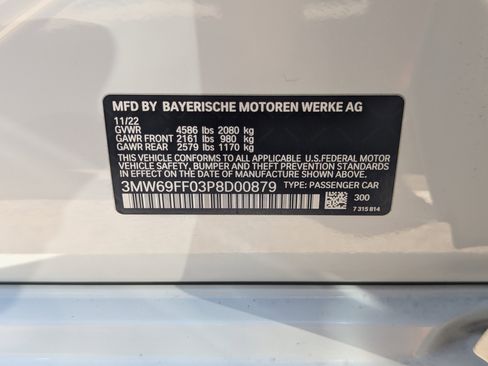 MFD BY BAYERISCHE MOTOREN WERKE AG
11/22
GVWR 4586 lbs 2080 kg
GAWR FRONT 2161 lbs 980 kg
GAWR REAR 2579 lbs 1170 kg
THIS VEHICLE CONFORMS TO ALL APPLICABLE U.S.FEDERAL MOTOR
VEHICLE SAFETY, BUMPER AND THEFT PREVENTION STANDARDS
IN EFFECT ON THE DATE OF MANUFACTURE SHOWN ABOVE.
3MW69FF03P8D00879 TYPE: PASSENGER CAR
300
7 315 814